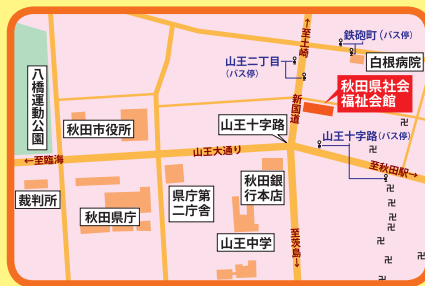 ↑至土崎
鉄砲町(バス停)
山王二丁目
(バス停)
白根病院
八橋運動公園
新国道
秋田県社会
福祉会館
秋田市役所
山王十字路
山王十字路(バス停)
山王大通り
←至臨海
至秋田駅→
裁判所
秋田県庁
県庁第
二庁舎
秋田銀
行本店
山王中学
至茨島↓